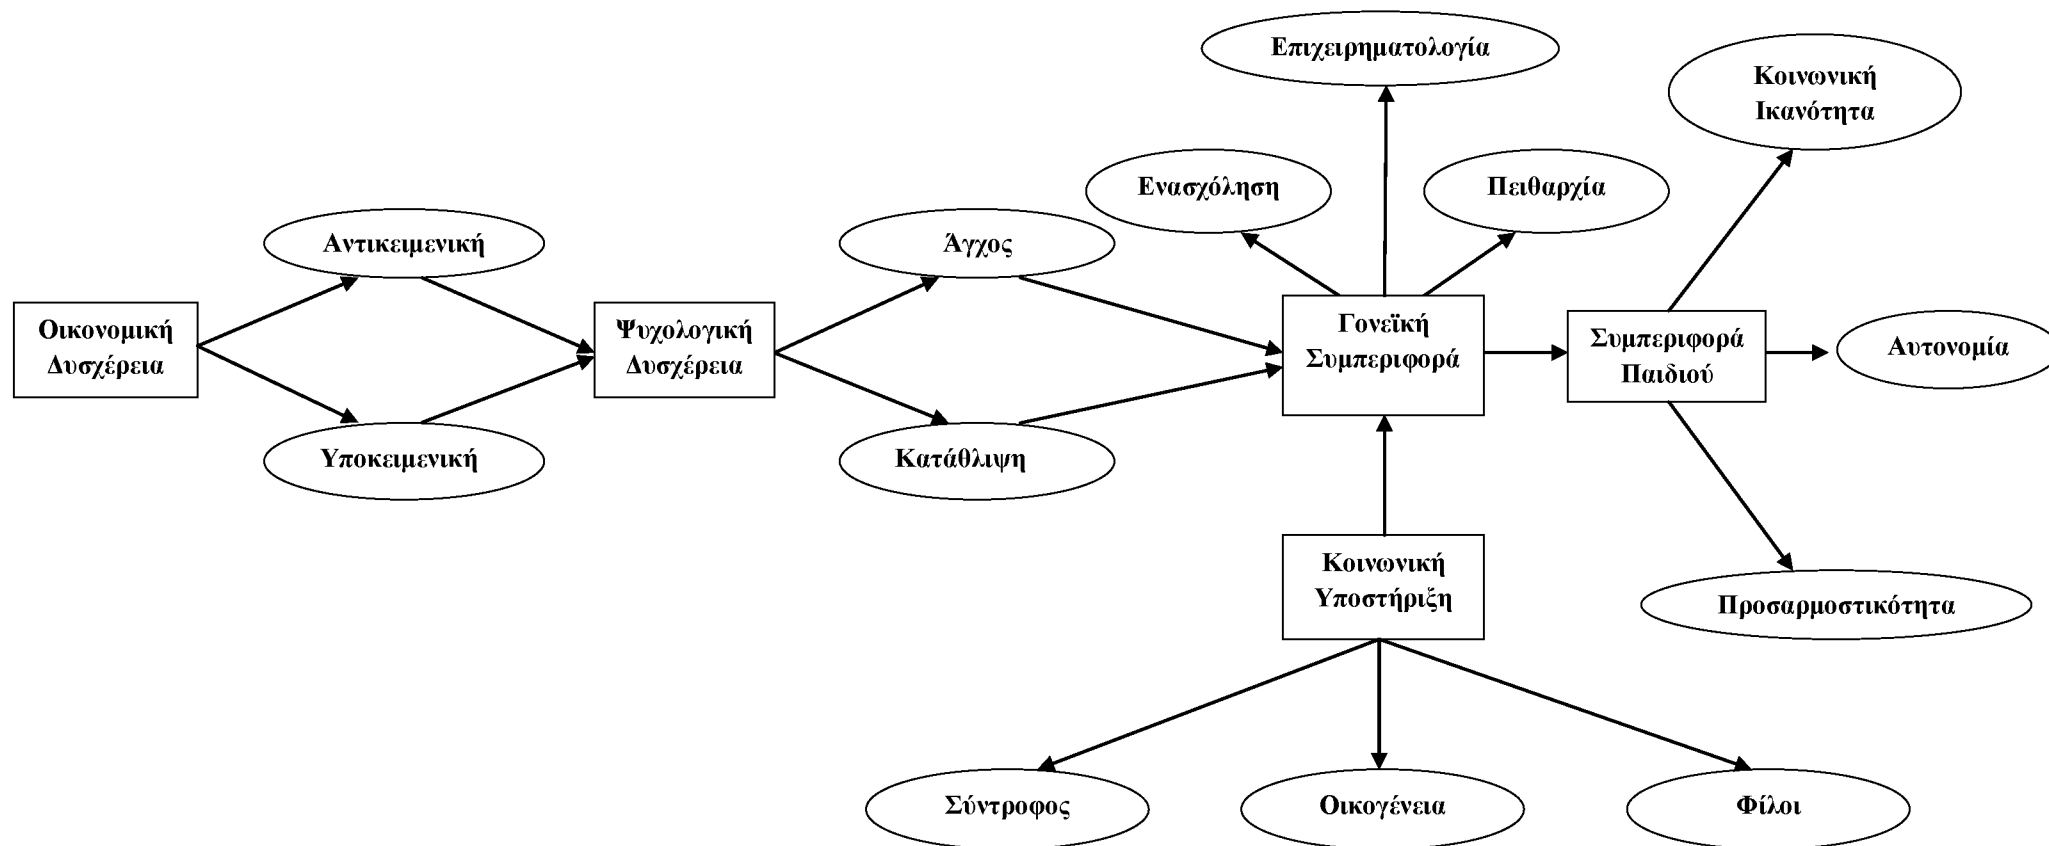 Επιχειρηματολογία
Κοινωνική
Ικανότητα
Ενασχόληση
Πειθαρχία
Αντικειμενική
Άγχος
Οικονομική
Δυσχέρεια
Ψυχολογική
Δυσχέρεια
Γονεϊκή
Συμπεριφορά
Συμπεριφορά
Παιδιού
Αυτονομία
Υποκειμενική
Κατάθλιψη
Κοινωνική
Υποστήριξη
Προσαρμοστικότητα
Σύντροφος
Οικογένεια
Φίλοι